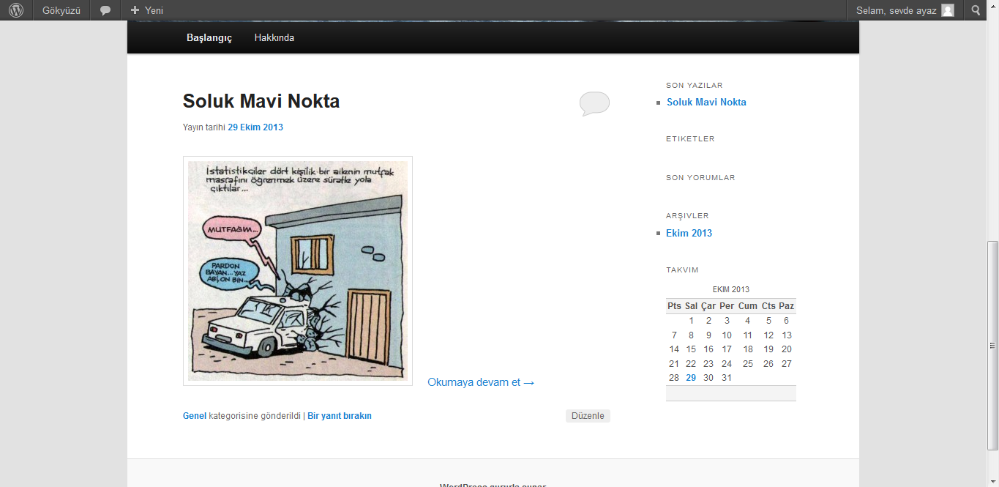 Gökyüzü
Yeni
Selam, sevde ayaz
Başlangıç
Hakkında
Soluk Mavi Nokta
Yayın tarihi 29 Ekim 2013
İstatistikçiler dört kişilik bir ailenin mutfak
masrafını öğrenmek üzere süratle yola
çıktılar...
MUTFAĞIM...
PARDON
BAYAN... YAZ
ABİ, ON BİN...
Okumaya devam et →
Genel kategorisine gönderildi | Bir yanıt bırakın
Düzenle
SON YAZILAR
Soluk Mavi Nokta
ETIKETLER
SON YORUMLAR
ARŞIVLER
Ekim 2013
TAKVIM
EKIM 2013
Pts Sal Çar Per Cum Cts Paz
1 2 3 4 5 6
7 8 9 10 11 12 13
14 15 16 17 18 19 20
21 22 23 24 25 26 27
28 29 30 31
WordPress gururla sunar